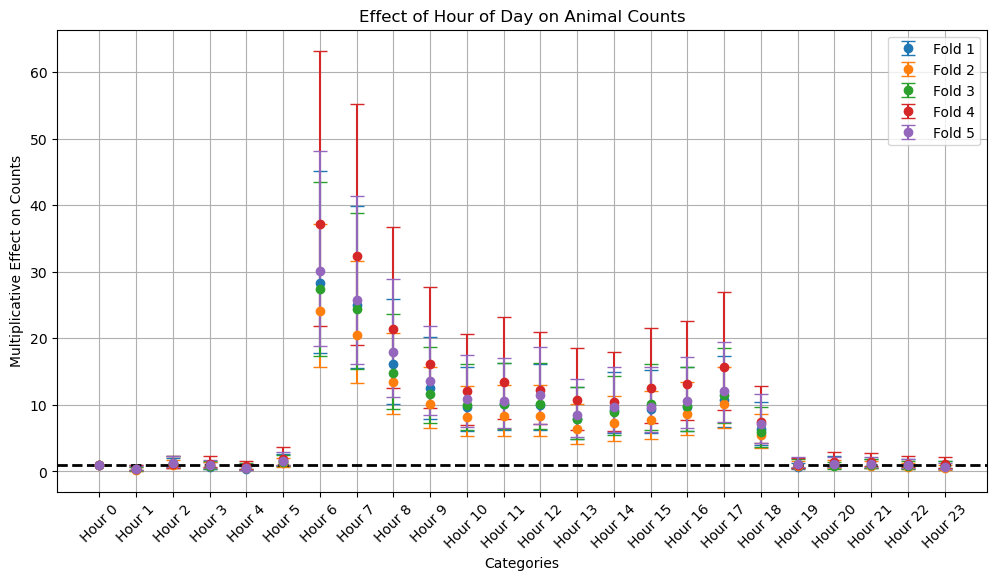 Effect of Hour of Day on Animal Counts
Multiplicative Effect on Counts
60
50
40
30
20
10
0
Fold 1
Fold 2
Fold 3
Fold 4
Fold 5
Hour 0
Hour 1
Hour 2
Hour 3
Hour 4
Hour 5
Hour 6
Hour 7
Hour 8
Hour 9
Hour 10
Hour 11
Hour 12
Hour 13
Hour 14
Hour 15
Hour 16
Hour 17
Hour 18
Hour 19
Hour 20
Hour 21
Hour 22
Hour 23
Categories